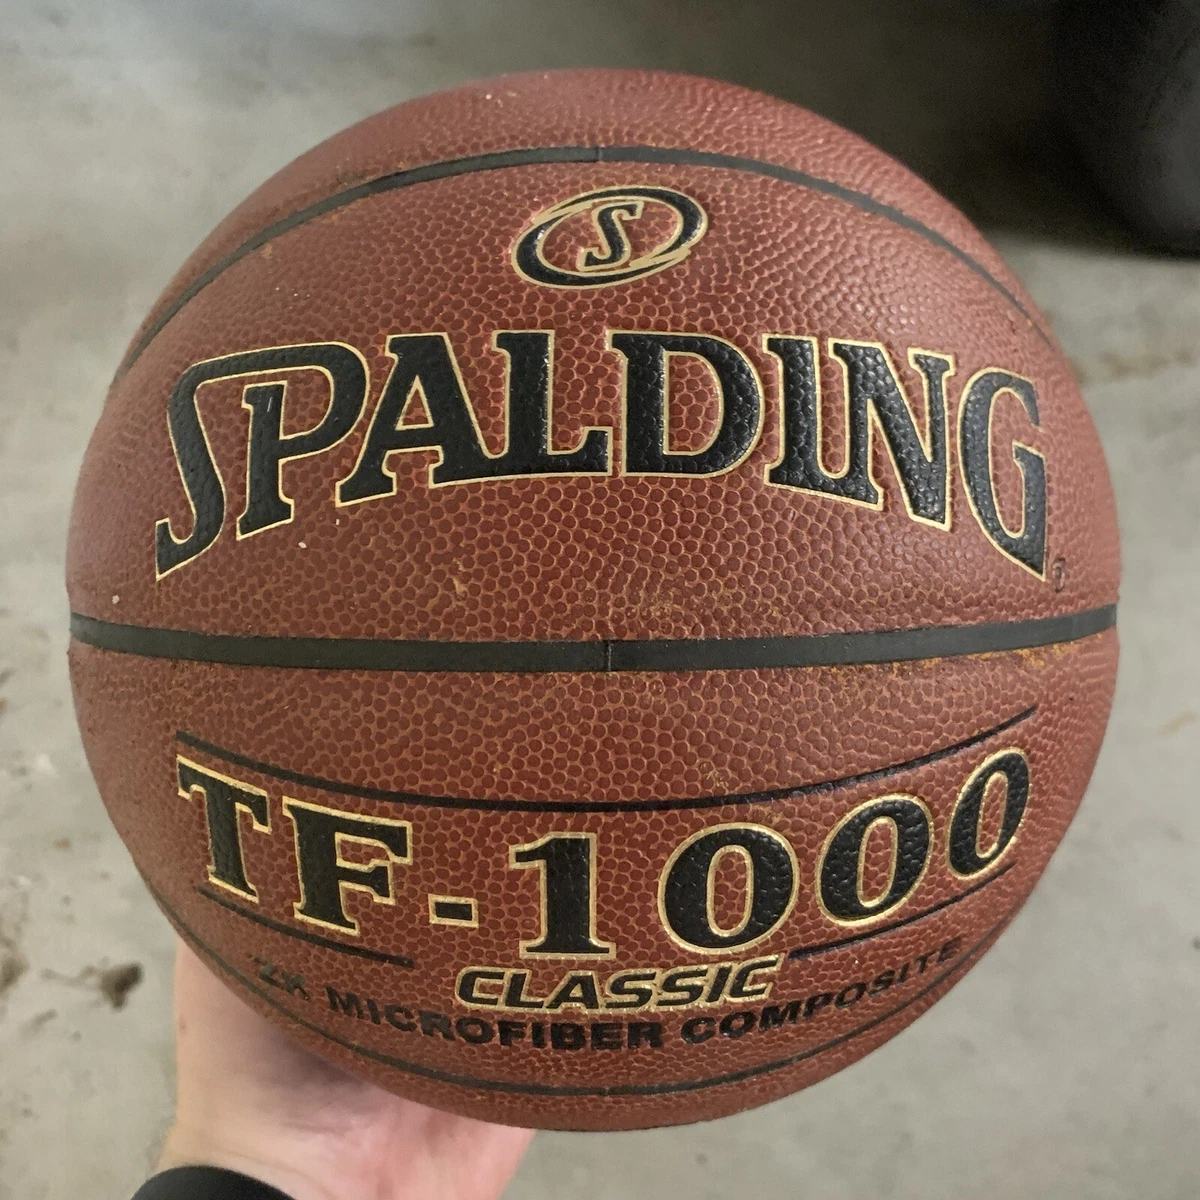 S
SPALDING®
TF-1000
CLASSIC
ZK MICROFIBER COMPOSITE